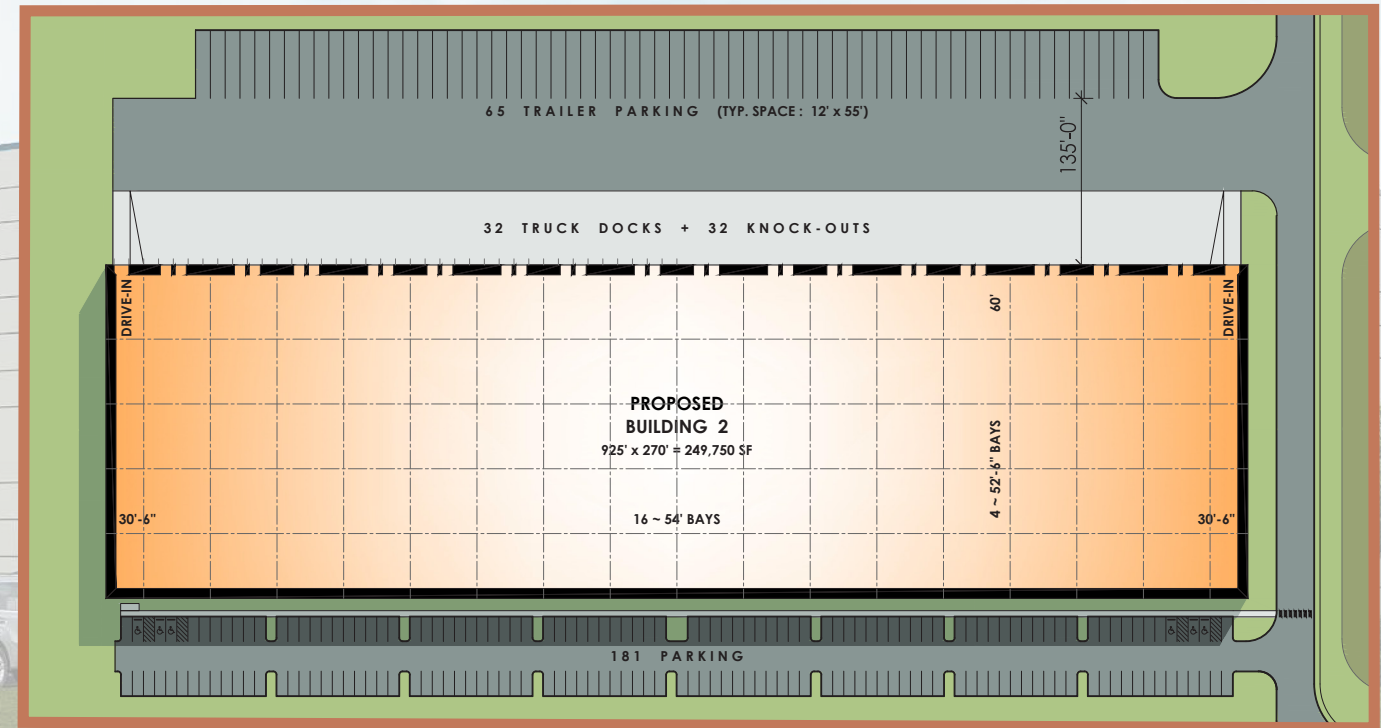 65 TRAILER PARKING (TYP. SPACE: 12' x 55')
135'-0"
32 TRUCK DOCKS + 32 KNOCK-OUTS
DRIVE-IN
60'
DRIVE-IN
PROPOSED
BUILDING 2
925' x 270' = 249,750 SF
4 ~ 52'-6" BAYS
30'-6"
16 ~ 54' BAYS
30'-6"
181 PARKING